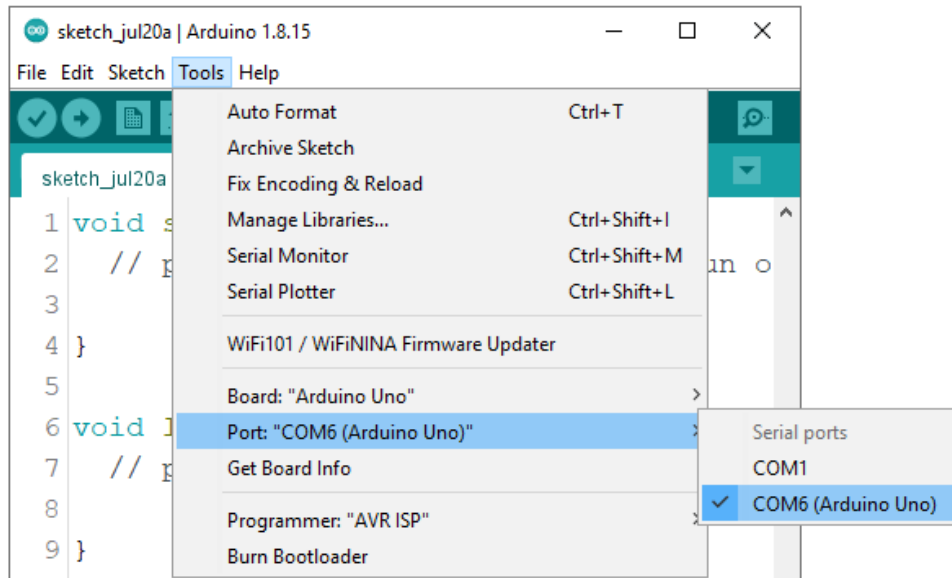 sketch_jul20a | Arduino 1.8.15
File Edit Sketch Tools Help
Auto Format Ctrl+T
Archive Sketch
sketch_jul20a
Fix Encoding & Reload
1 void
Manage Libraries... Ctrl+Shift+I
2 //
Serial Monitor Ctrl+Shift+M
3
Serial Plotter Ctrl+Shift+L
4 }
WiFi101 / WiFiNINA Firmware Updater
5
Board: "Arduino Uno"
6 void
Port: "COM6 (Arduino Uno)"
Serial ports
7 //
Get Board Info
COM1
8
COM6 (Arduino Uno)
Programmer: "AVR ISP"
9 }
Burn Bootloader